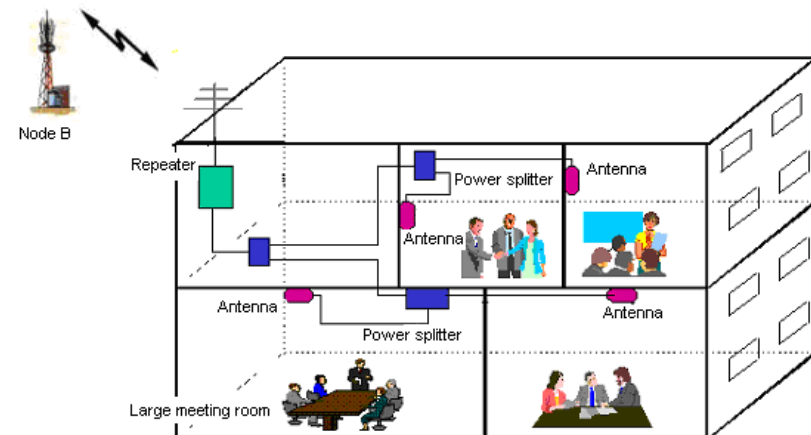 Node B
Repeater
Antenna
Power splitter
Antenna
Antenna
Antenna
Power splitter
Large meeting room